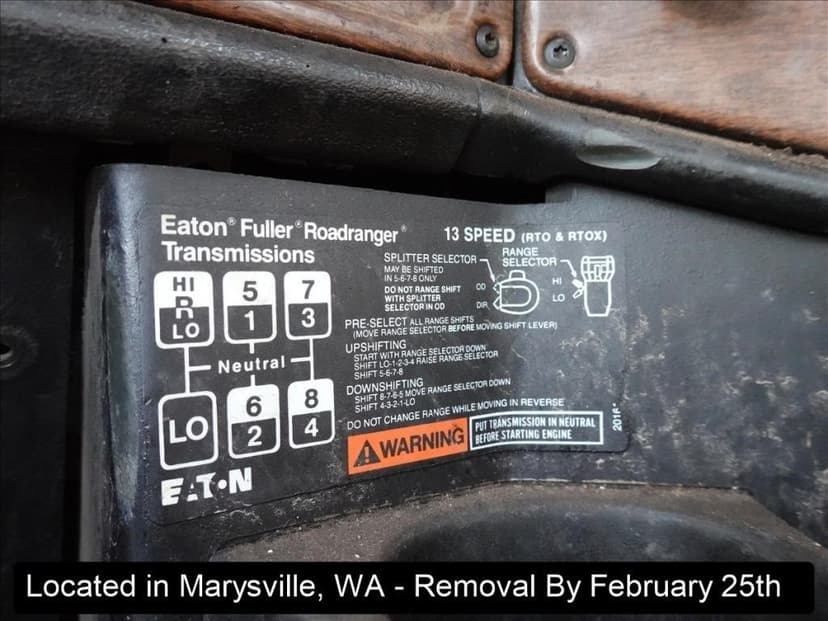 Eaton® Fuller® Roadranger®
Transmissions
13 SPEED (RTO & RTOX)
HI
R
LO
5
1
7
3
Neutral
LO
6
2
8
4
EAT•N
SPLITTER SELECTOR
MAY BE SHIFTED
IN 5-6-7-8 ONLY
DO NOT RANGE SHIFT
WITH SPLITTER
SELECTOR IN OD
OD
DIR
RANGE
SELECTOR
HI
LO
PRE-SELECT ALL RANGE SHIFTS
(MOVE RANGE SELECTOR BEFORE MOVING SHIFT LEVER)
UPSHIFTING
START WITH RANGE SELECTOR DOWN
SHIFT LO-1-2-3-4 RAISE RANGE SELECTOR
SHIFT 5-6-7-8
DOWNSHIFTING
SHIFT 8-7-6-5 MOVE RANGE SELECTOR DOWN
SHIFT 4-3-2-1-LO
DO NOT CHANGE RANGE WHILE MOVING IN REVERSE
WARNING
PUT TRANSMISSION IN NEUTRAL
BEFORE STARTING ENGINE
Located in Marysville, WA - Removal By February 25th